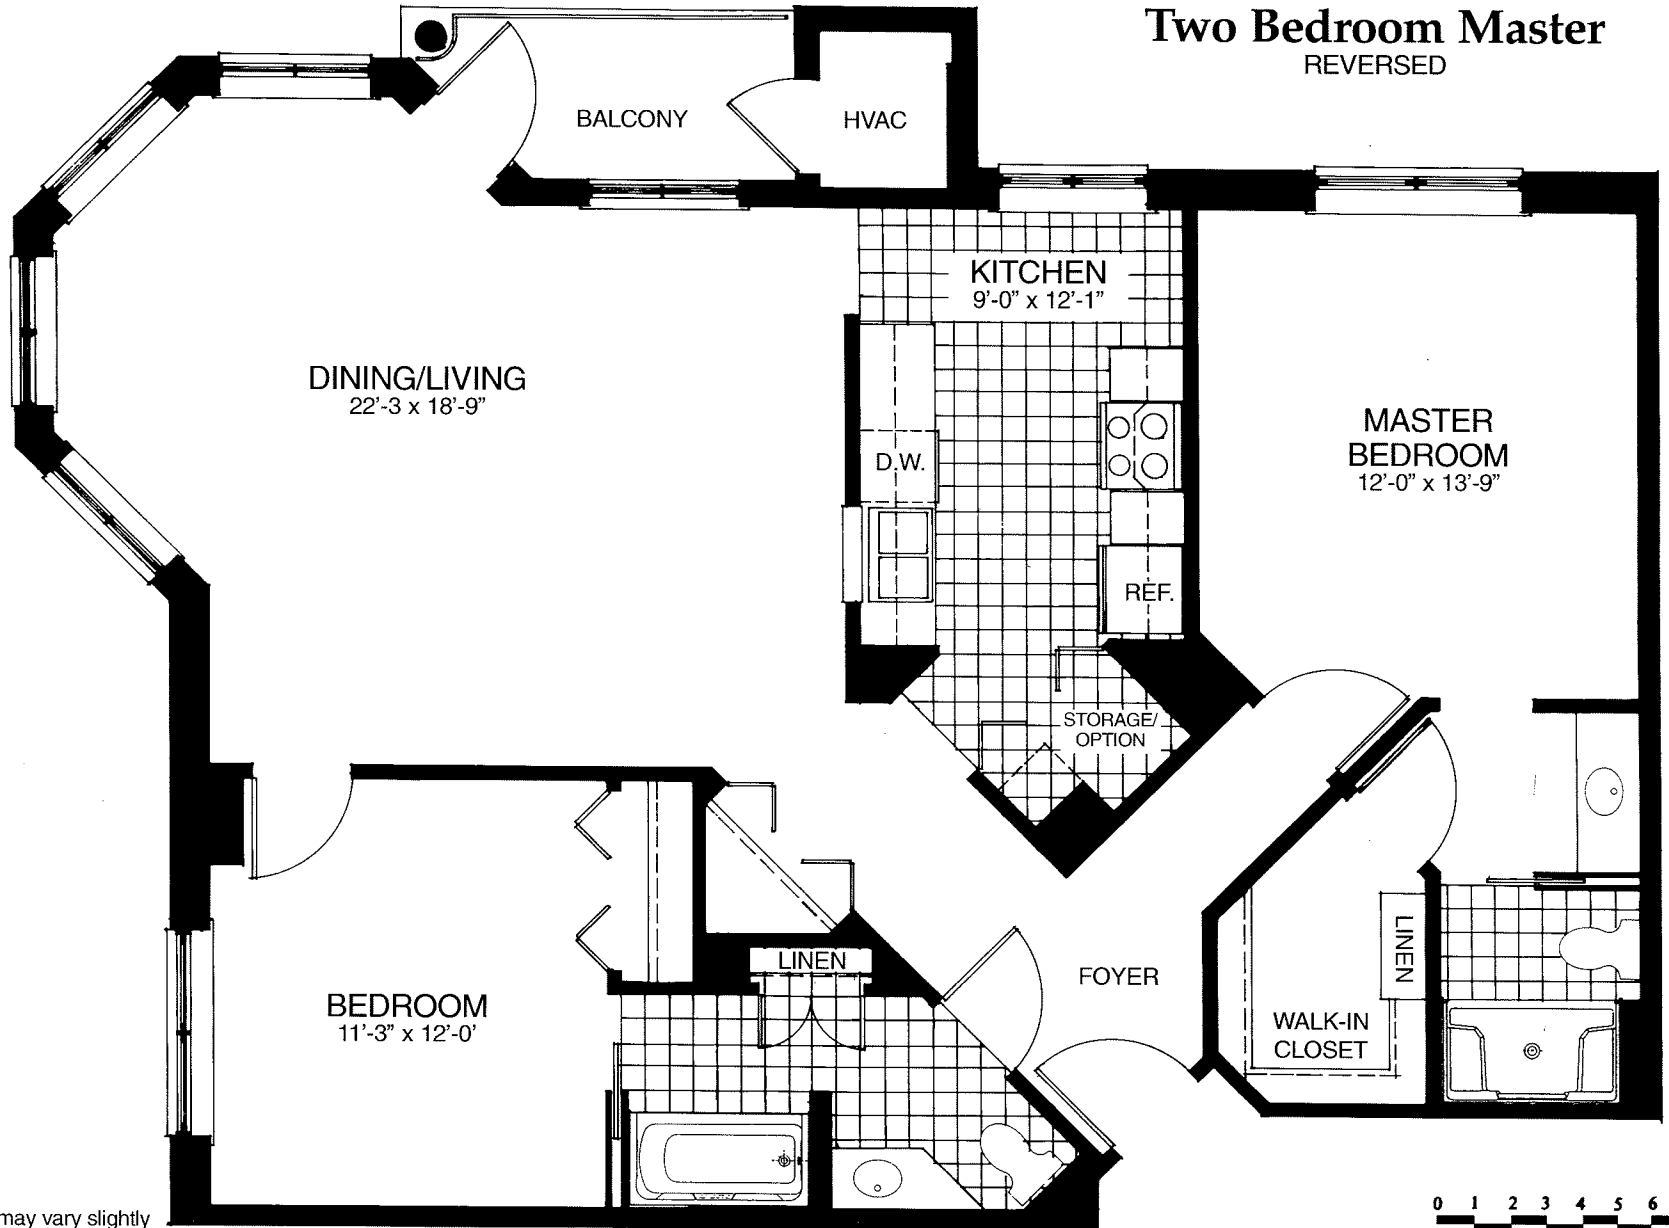 Two Bedroom Master
REVERSED
BALCONY
HVAC
KITCHEN
9'-0" x 12'-1"
DINING/LIVING
22'-3 x 18'-9"
MASTER
BEDROOM
12'-0" x 13'-9"
D.W.
REF.
STORAGE/
OPTION
LINEN
LINEN
FOYER
BEDROOM
11'-3" x 12'-0'
WALK-IN
CLOSET
0 1 2 3 4 5 6
may vary slightly